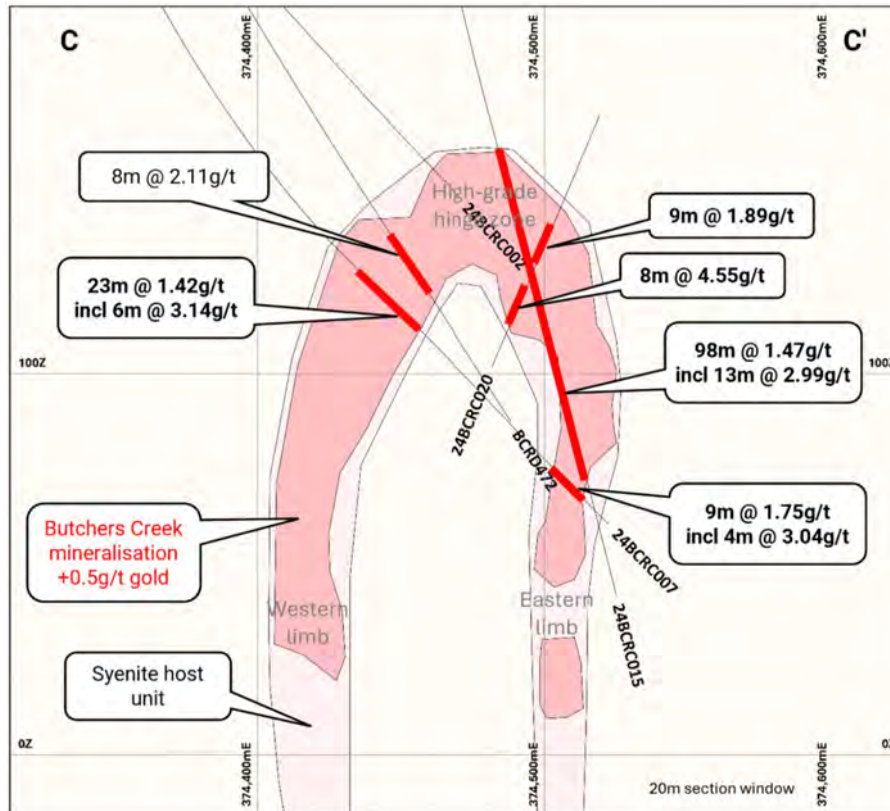 C
374,400mE
374,500mE
374,600mE
C'
8m @ 2.11g/t
High-grade
hinge zone
24BCRC002
9m @ 1.89g/t
23m @ 1.42g/t
incl 6m @ 3.14g/t
8m @ 4.55g/t
100Z
100Z
98m @ 1.47g/t
incl 13m @ 2.99g/t
24BCRC020
BCRD472
9m @ 1.75g/t
incl 4m @ 3.04g/t
Butchers Creek
mineralisation
+0.5g/t gold
24BCRC007
Western
limb
Eastern
limb
24BCRC015
Syenite host
unit
0Z
0Z
374,400mE
374,500mE
374,600mE
20m section window